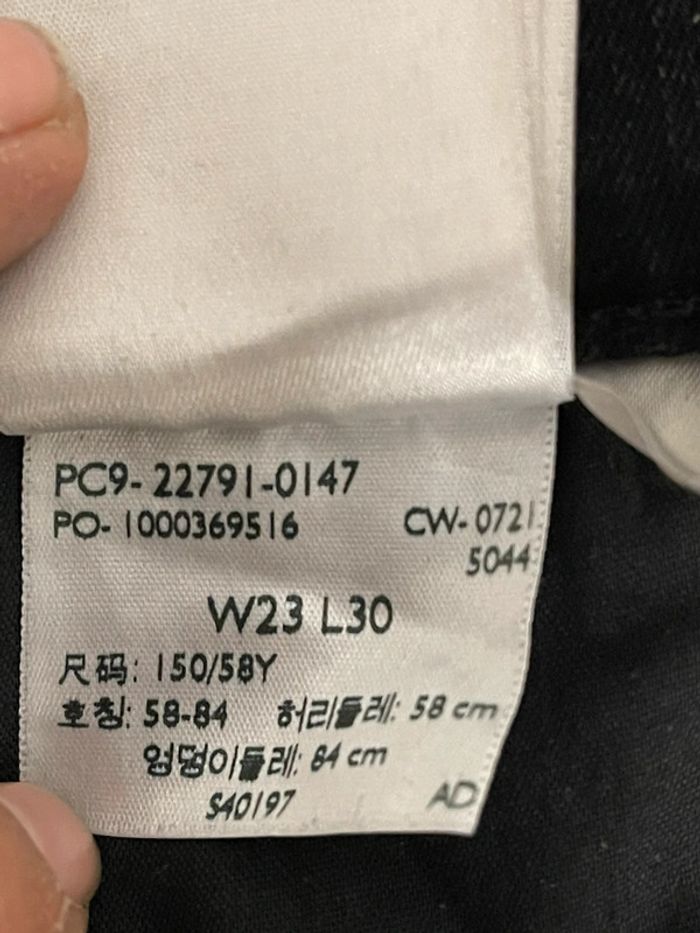 PC9-22791-0147
PO-1000369516 CW-0721
5044
W23 L30
尺码: 150/58Y
호칭: 58-84 허리둘레: 58 cm
엉덩이둘레: 84 cm
S40197 AD